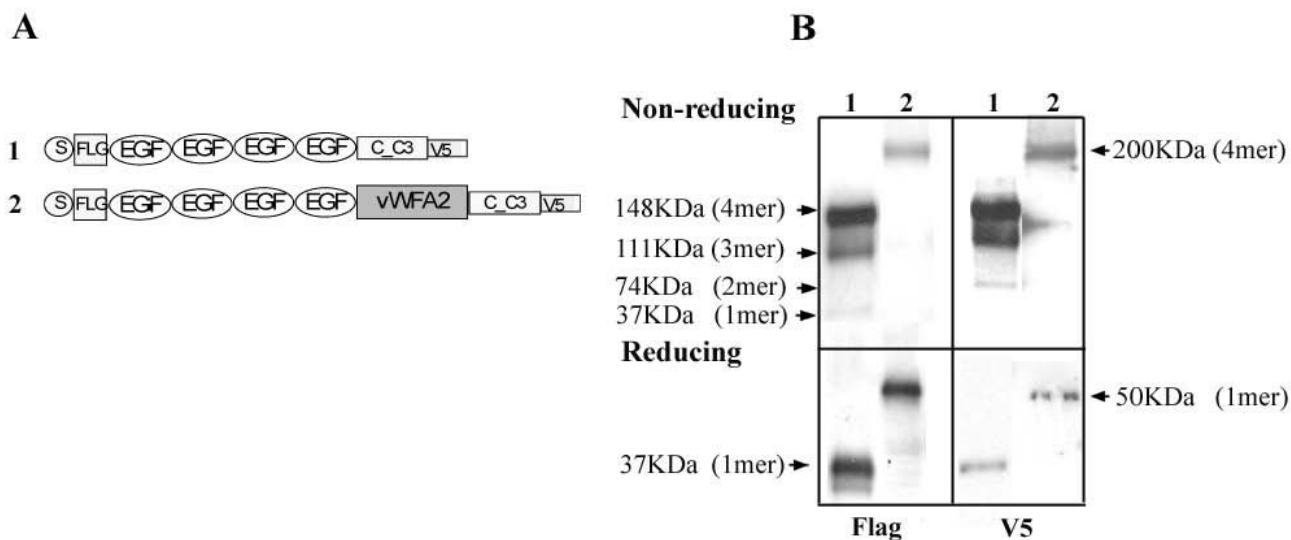 A
B
1 S FLG EGF EGF EGF EGF C_C3 V5
2 S FLG EGF EGF EGF EGF vWFA2 C_C3 V5
Non-reducing
1 2 1 2
200KDa (4mer)
148KDa (4mer)
111KDa (3mer)
74KDa (2mer)
37KDa (1mer)
Reducing
50KDa (1mer)
37KDa (1mer)
Flag V5